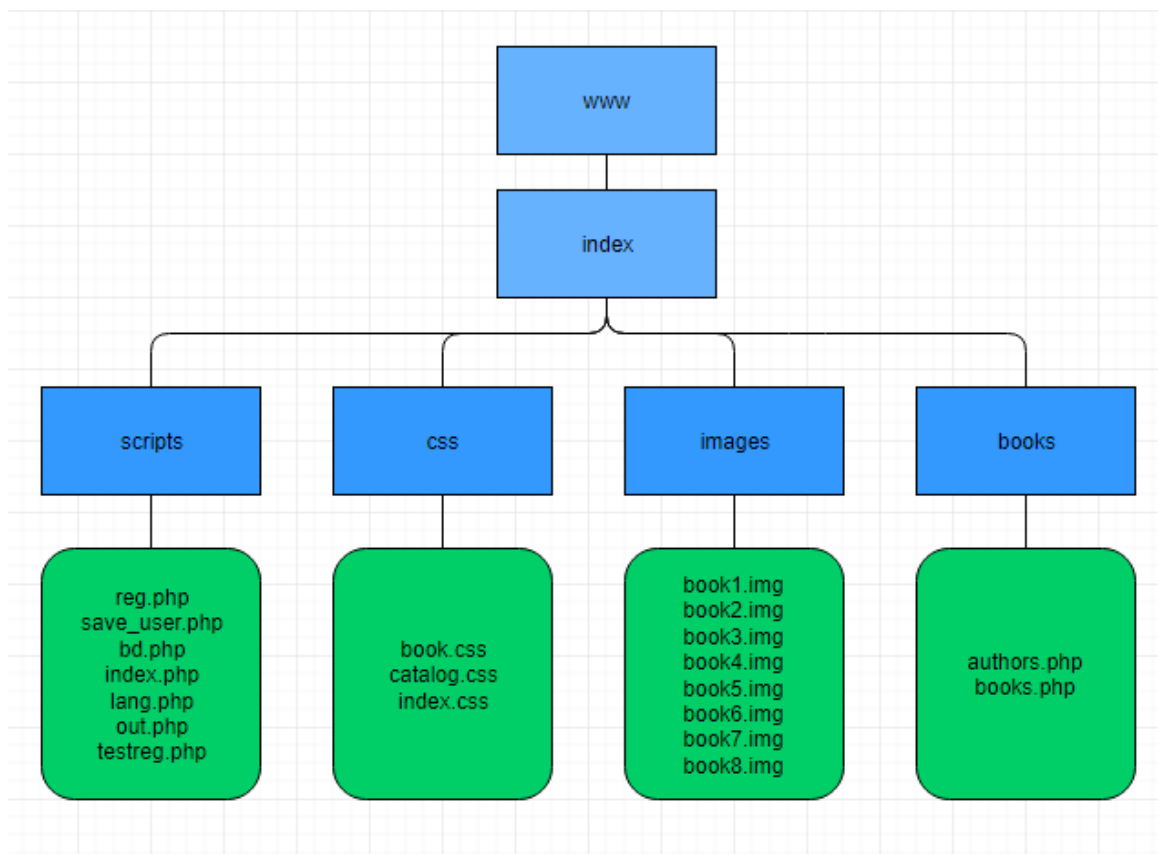 www
index
scripts
css
images
books
reg.php
save_user.php
bd.php
index.php
lang.php
out.php
testreg.php
book.css
catalog.css
index.css
book1.img
book2.img
book3.img
book4.img
book5.img
book6.img
book7.img
book8.img
authors.php
books.php